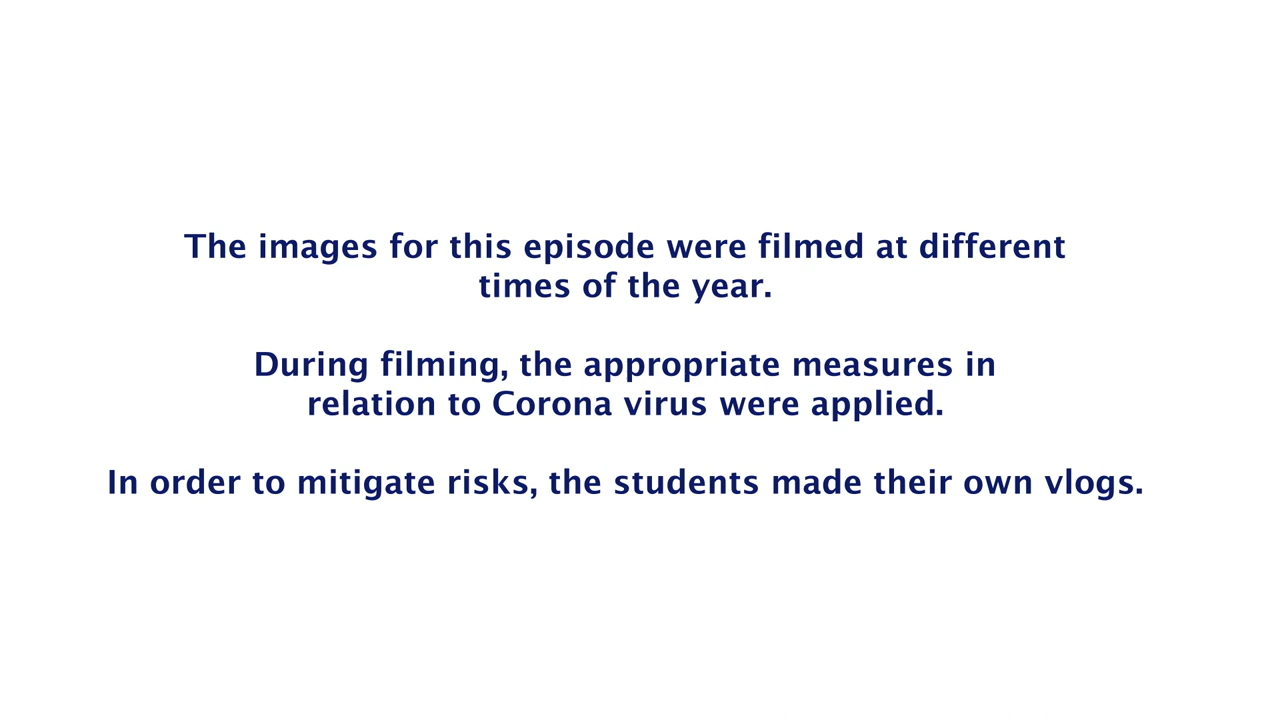 The images for this episode were filmed at different
times of the year.
During filming, the appropriate measures in
relation to Corona virus were applied.
In order to mitigate risks, the students made their own vlogs.